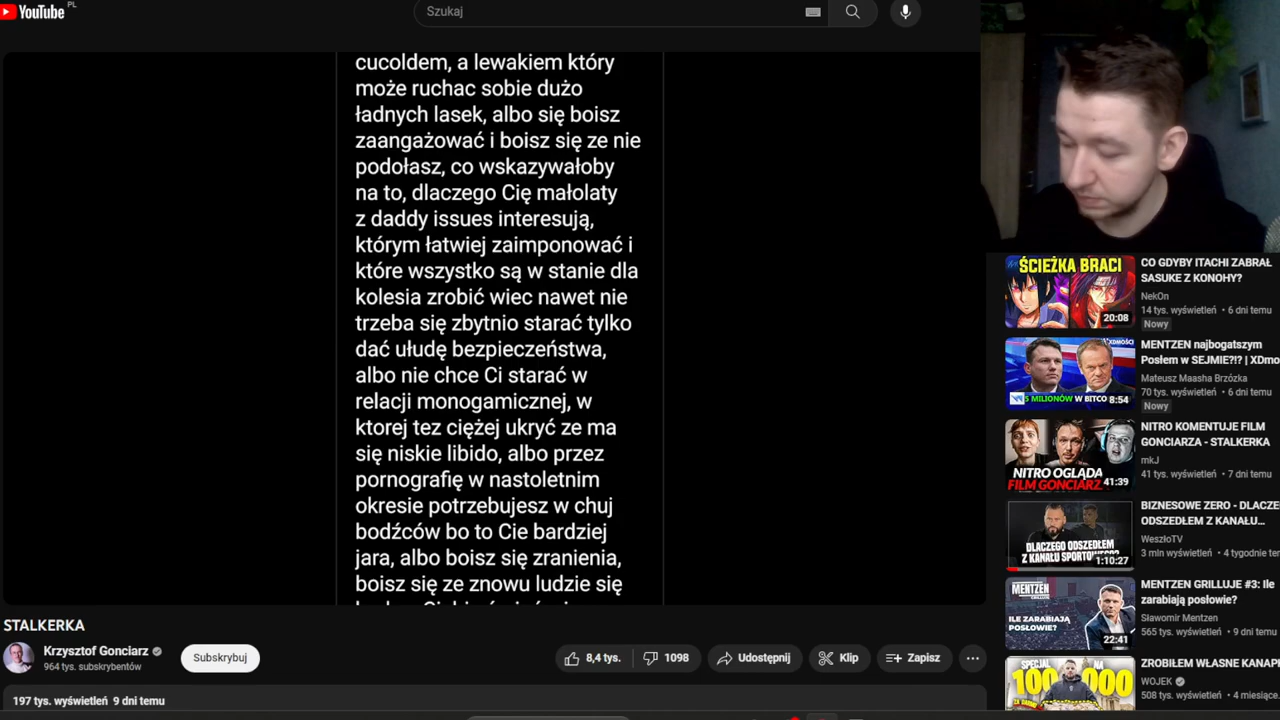 YouTube PL
Szukaj
cucoldem, a lewakiem który
może ruchac sobie dużo
ładnych lasek, albo się boisz
zaangażować i boisz się ze nie
podołasz, co wskazywałoby
na to, dlaczego Cię małolaty
z daddy issues interesują,
którym łatwiej zaimponować i
które wszystko są w stanie dla
kolesia zrobić wiec nawet nie
trzeba się zbytnio starać tylko
dać ułudę bezpieczeństwa,
albo nie chce Ci starać w
relacji monogamicznej, w
ktorej tez ciężej ukryć ze ma
się niskie libido, albo przez
pornografię w nastoletnim
okresie potrzebujesz w chuj
bodźców bo to Cie bardziej
jara, albo boisz się zranienia,
boisz się ze znowu ludzie się
STALKERKA
Krzysztof Gonciarz
964 tys. subskrybentów
Subskrybuj
8,4 tys.
1098
Udostępnij
Klip
Zapisz
197 tys. wyświetleń 9 dni temu
ŚCIEŻKA BRACI
20:08
CO GDYBY ITACHI ZABRAŁ
SASUKE Z KONOHY?
NekOn
14 tys. wyświetleń • 6 dni temu
Nowy
XDMOŚCI
5 MILIONÓW W BITCO
8:54
MENTZEN najbogatszym
Posłem w SEJMIE?!? | XDmo
Mateusz Maasha Brzózka
70 tys. wyświetleń • 6 dni temu
Nowy
NITRO OGLĄDA
FILM GONCIARZA
41:39
NITRO KOMENTUJE FILM
GONCIARZA - STALKERKA
mkJ
41 tys. wyświetleń • 7 dni temu
DLACZEGO ODSZEDŁEM
Z KANAŁU SPORTOWEGO?
1:10:27
BIZNESOWE ZERO - DLACZE
ODSZEDŁEM Z KANAŁU...
WeszłoTV
3 mln wyświetleń • 4 tygodnie te
MENTZEN
GRILLUJE
ILE ZARABIAJĄ
POSŁOWIE?
22:41
MENTZEN GRILLUJE #3: Ile
zarabiają posłowie?
Sławomir Mentzen
565 tys. wyświetleń • 9 dni tem
SPECJAL NA
100 000
ZROBIŁEM WŁASNE KANAP
WOJEK
508 tys. wyświetleń • 4 miesiące